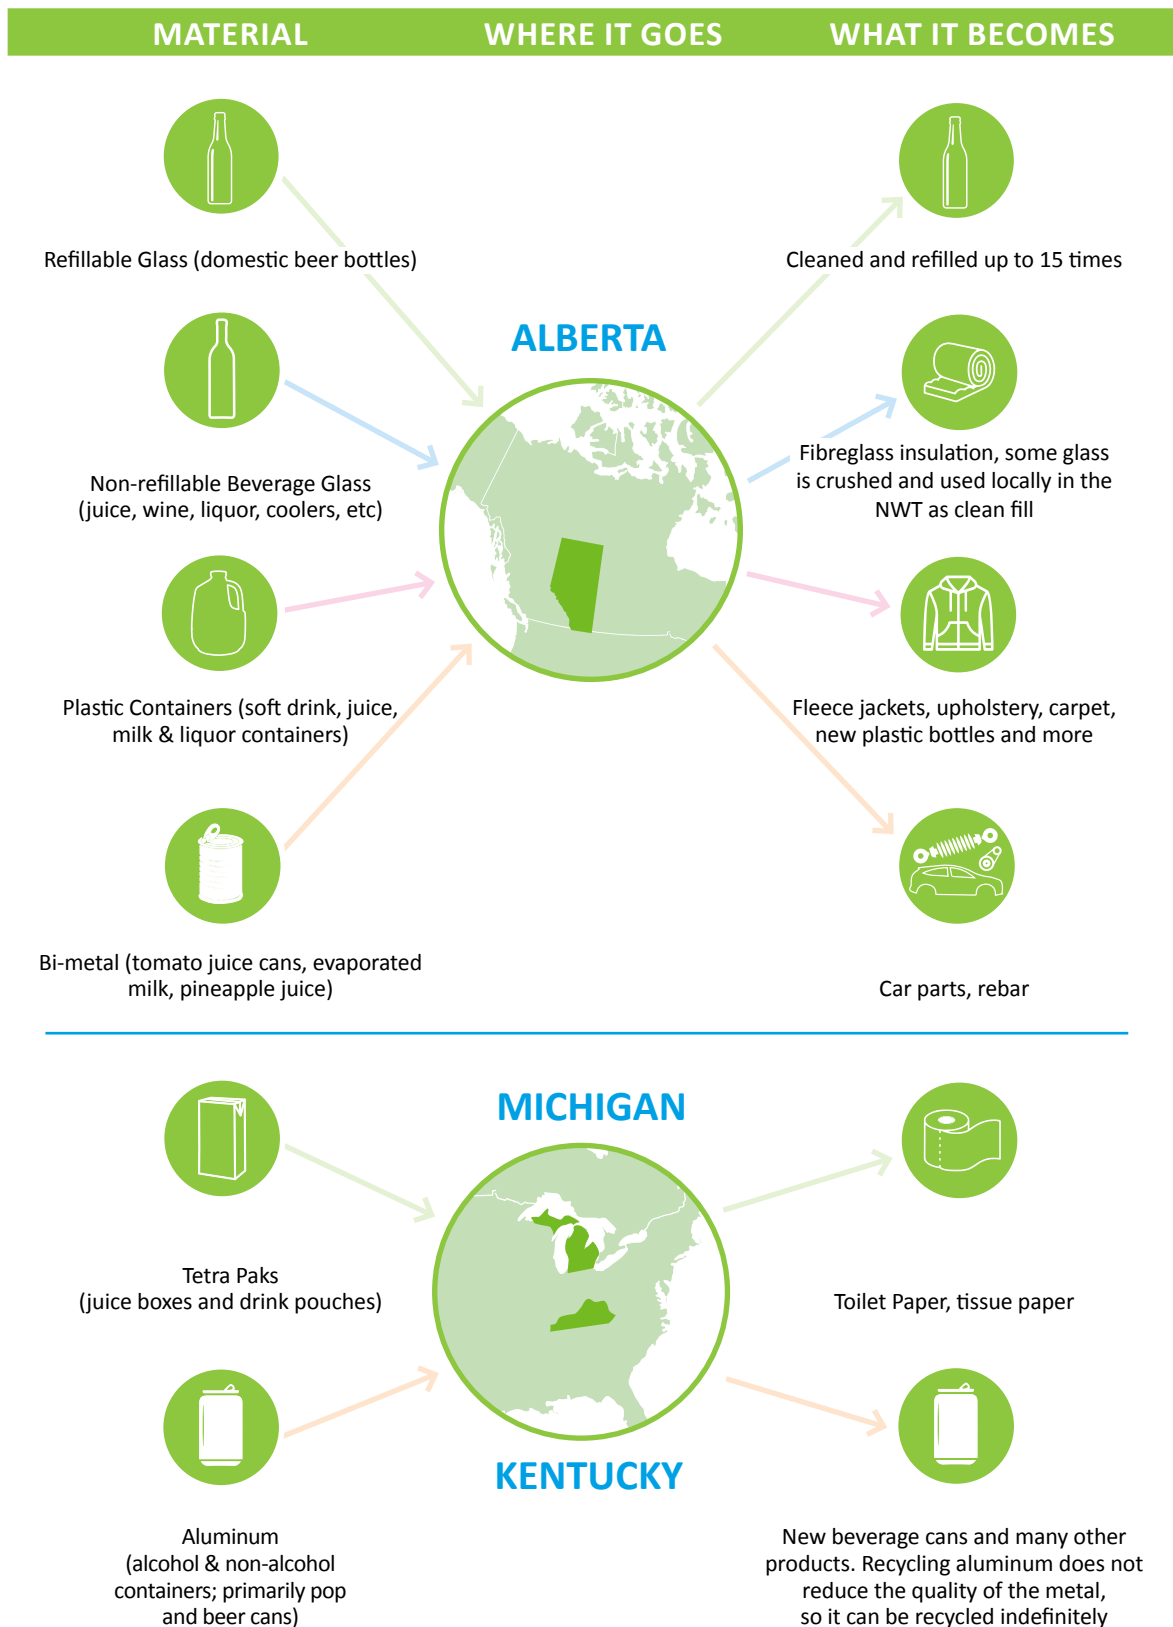 MATERIAL
WHERE IT GOES
WHAT IT BECOMES
Refillable Glass (domestic beer bottles)
Cleaned and refilled up to 15 times
ALBERTA
Non-refillable Beverage Glass
(juice, wine, liquor, coolers, etc)
Fibreglass insulation, some glass
is crushed and used locally in the
NWT as clean fill
Plastic Containers (soft drink, juice,
milk & liquor containers)
Fleece jackets, upholstery, carpet,
new plastic bottles and more
Bi-metal (tomato juice cans, evaporated
milk, pineapple juice)
Car parts, rebar
MICHIGAN
Tetra Paks
(juice boxes and drink pouches)
Toilet Paper, tissue paper
KENTUCKY
Aluminum
(alcohol & non-alcohol
containers; primarily pop
and beer cans)
New beverage cans and many other
products. Recycling aluminum does not
reduce the quality of the metal,
so it can be recycled indefinitely